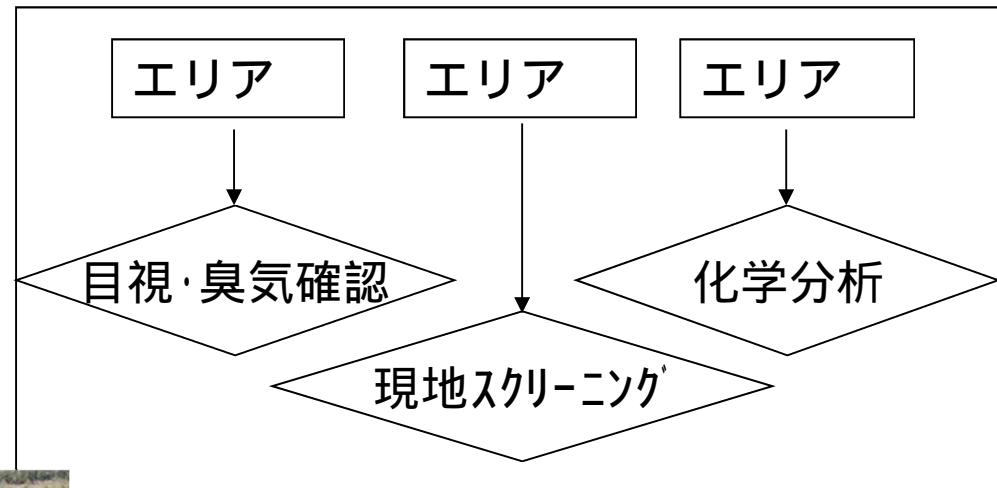 エリア
エリア
エリア
目視･臭気確認
化学分析
現地ｽｸﾘｰﾆﾝｸﾞ